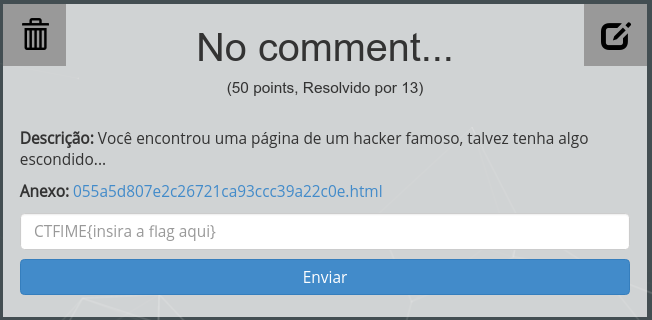 No comment...
(50 points, Resolvido por 13)
Descrição: Você encontrou uma página de um hacker famoso, talvez tenha algo
escondido...
Anexo: 055a5d807e2c26721ca93ccc39a22c0e.html
CTFIME{insira a flag aqui}
Enviar